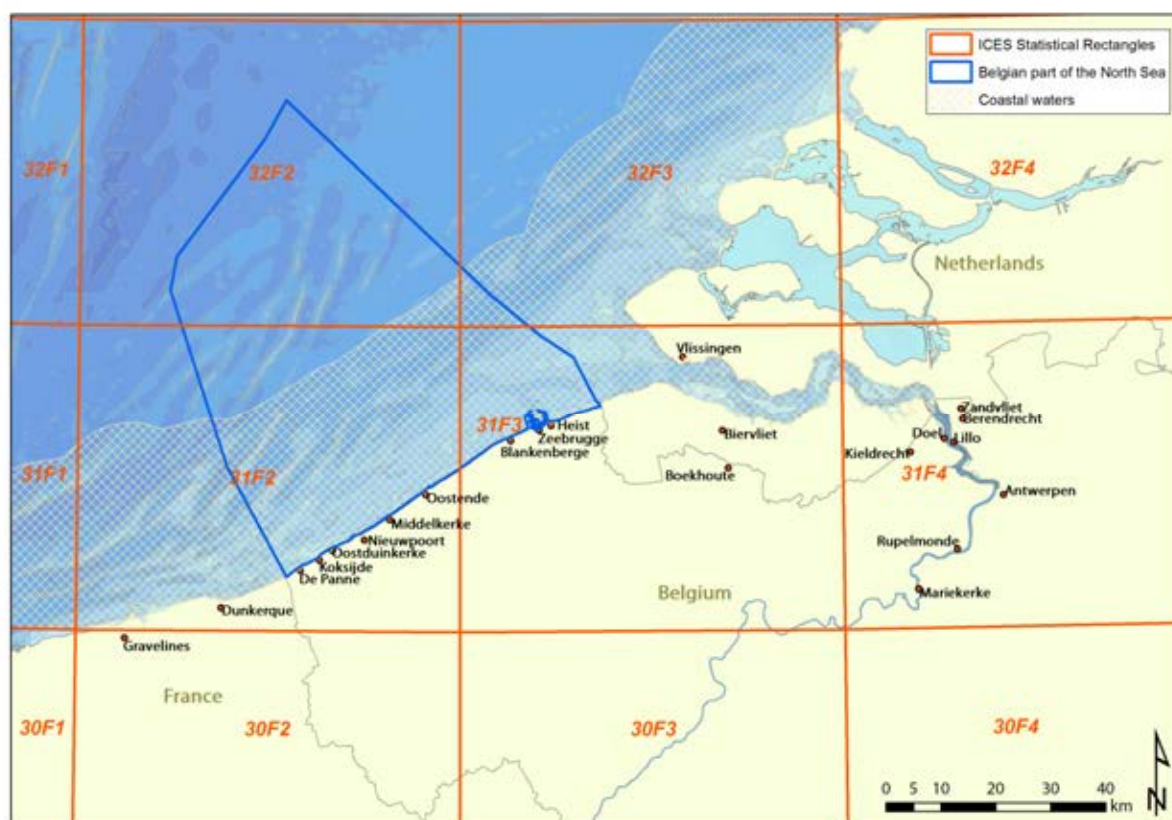 ICES Statistical Rectangles
Belgian part of the North Sea
Coastal waters
32F1
32F2
32F3
32F4
Netherlands
Vlissingen
31F1
31F2
31F3
Heist
Zeebrugge
Blankenberge
Biervliet
Boekhoute
Zandvliet
Berendrecht
Doel
Lillo
Kieldrecht
31F4
Antwerpen
Oostende
Middelkerke
Nieuwpoort
Oostduinkerke
Koksijde
De Panne
Rupelmonde
Mariekerke
Belgium
Dunkerque
Gravelines
France
30F1
30F2
30F3
30F4
0 5 10 20 30 40
km
N